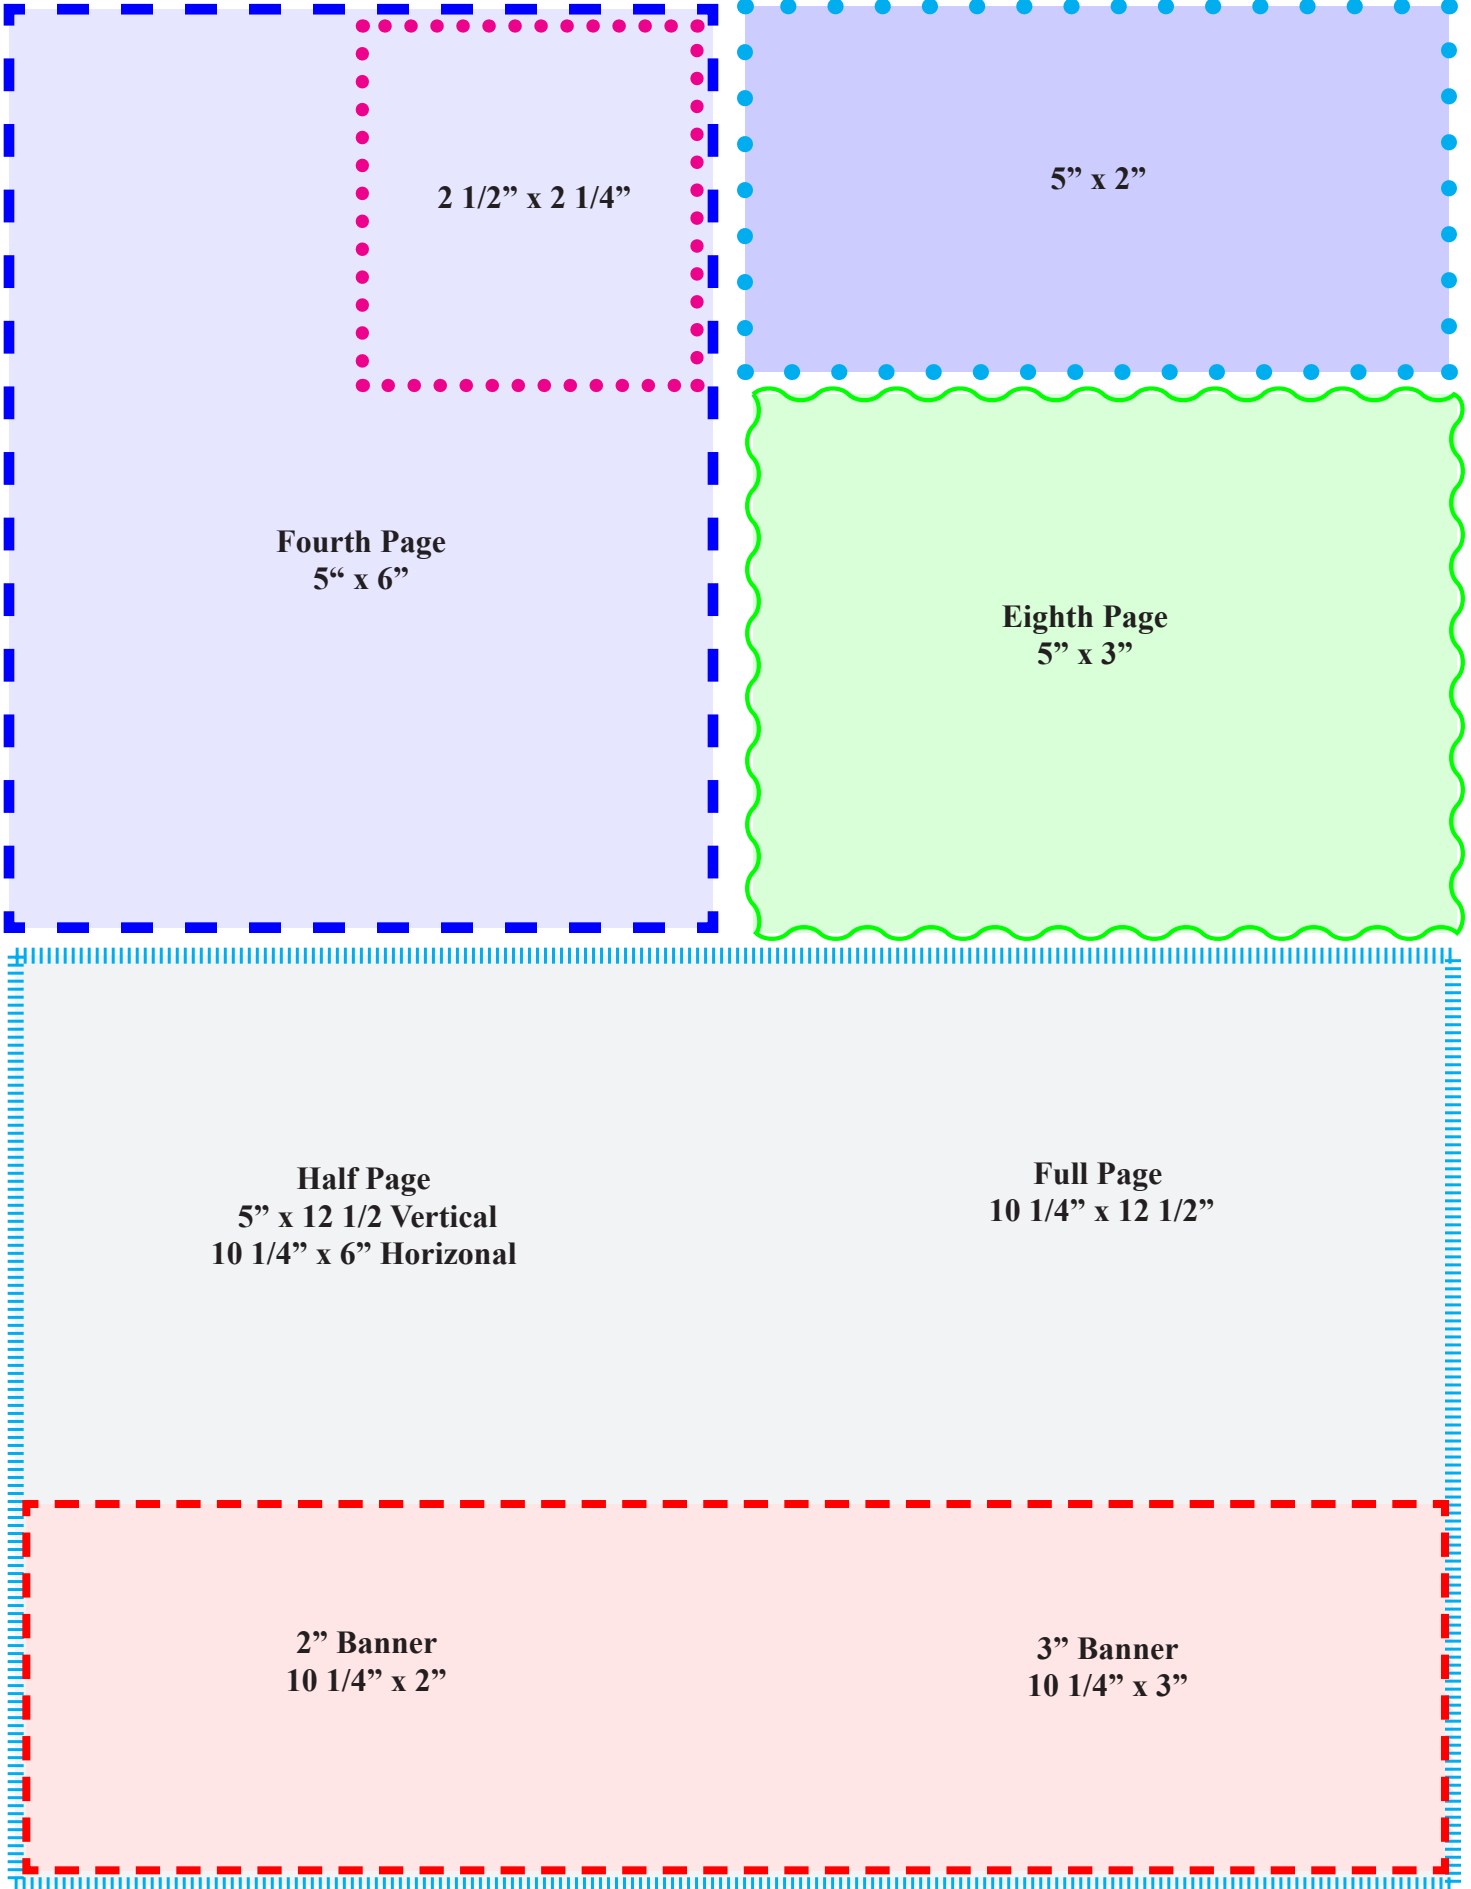 2 1/2” x 2 1/4”
5” x 2”
Fourth Page
5“ x 6”
Eighth Page
5” x 3”
Half Page
5” x 12 1/2 Vertical
10 1/4” x 6” Horizonal
Full Page
10 1/4” x 12 1/2”
2” Banner
10 1/4” x 2”
3” Banner
10 1/4” x 3”